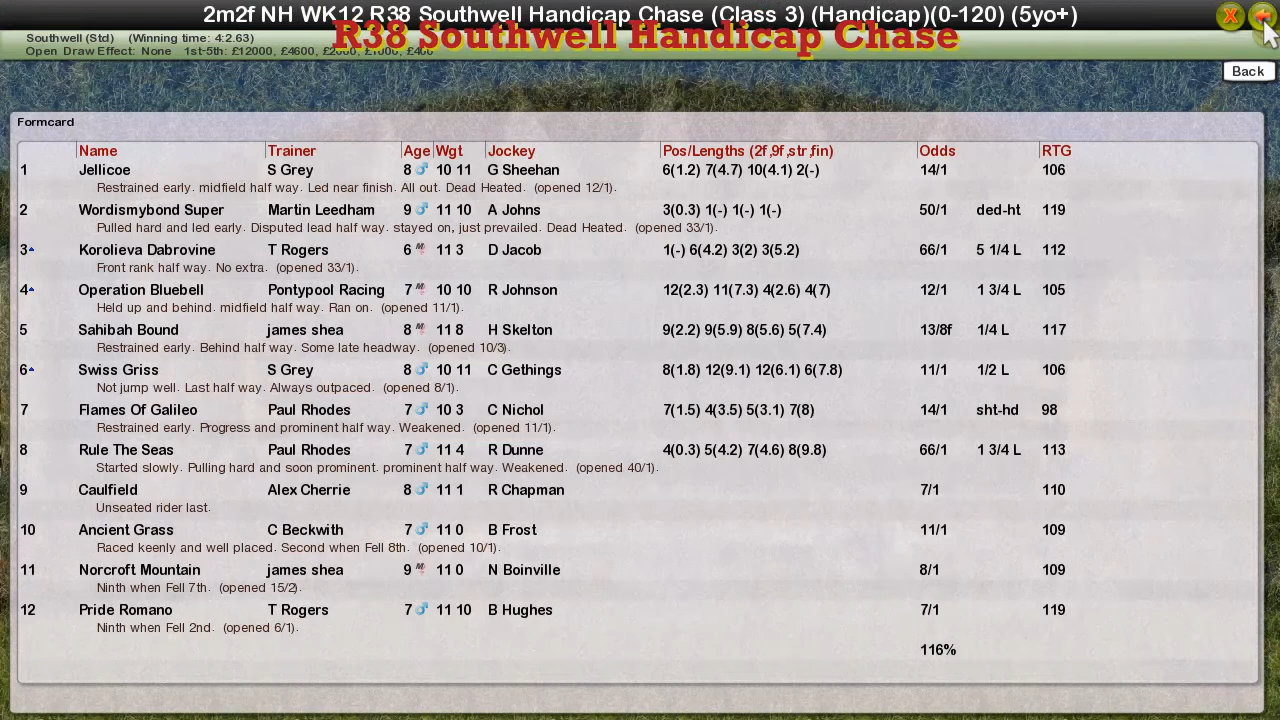 2m2f NH WK12 R38 Southwell Handicap Chase (Class 3) (Handicap)(0-120) (5yo+)
R38 Southwell Handicap Chase
Southwell (Std) (Winning time: 4:2.63)
Open Draw Effect: None 1st-5th: £12000, £4600, £2000, £1000, £400
Back
Formcard
Name Trainer Age Wgt Jockey Pos/Lengths (2f,9f,str,fin) Odds RTG
1 Jellicoe S Grey 8 10 11 G Sheehan 6(1.2) 7(4.7) 10(4.1) 2(-) 14/1 106
Restrained early. midfield half way. Led near finish. All out. Dead Heated. (opened 12/1).
2 Wordismybond Super Martin Leedham 9 11 10 A Johns 3(0.3) 1(-) 1(-) 1(-) 50/1 ded-ht 119
Pulled hard and led early. Disputed lead half way. stayed on, just prevailed. Dead Heated. (opened 33/1).
3 Korolieva Dabrovine T Rogers 6 11 3 D Jacob 1(-) 6(4.2) 3(2) 3(5.2) 66/1 5 1/4 L 112
Front rank half way. No extra. (opened 33/1).
4 Operation Bluebell Pontypool Racing 7 10 10 R Johnson 12(2.3) 11(7.3) 4(2.6) 4(7) 12/1 1 3/4 L 105
Held up and behind. midfield half way. Ran on. (opened 11/1).
5 Sahibah Bound james shea 8 11 8 H Skelton 9(2.2) 9(5.9) 8(5.6) 5(7.4) 13/8f 1/4 L 117
Restrained early. Behind half way. Some late headway. (opened 10/3).
6 Swiss Griss S Grey 8 10 11 C Gethings 8(1.8) 12(9.1) 12(6.1) 6(7.8) 11/1 1/2 L 106
Not jump well. Last half way. Always outpaced. (opened 8/1).
7 Flames Of Galileo Paul Rhodes 7 10 3 C Nichol 7(1.5) 4(3.5) 5(3.1) 7(8) 14/1 sht-hd 98
Restrained early. Progress and prominent half way. Weakened. (opened 11/1).
8 Rule The Seas Paul Rhodes 7 11 4 R Dunne 4(0.3) 5(4.2) 7(4.6) 8(9.8) 66/1 1 3/4 L 113
Started slowly. Pulling hard and soon prominent. prominent half way. Weakened. (opened 40/1).
9 Caulfield Alex Cherrie 8 11 1 R Chapman 7/1 110
Unseated rider last.
10 Ancient Grass C Beckwith 7 11 0 B Frost 11/1 109
Raced keenly and well placed. Second when Fell 8th. (opened 10/1).
11 Norcroft Mountain james shea 9 11 0 N Boinville 8/1 109
Ninth when Fell 7th. (opened 15/2).
12 Pride Romano T Rogers 7 11 10 B Hughes 7/1 119
Ninth when Fell 2nd. (opened 6/1).
116%